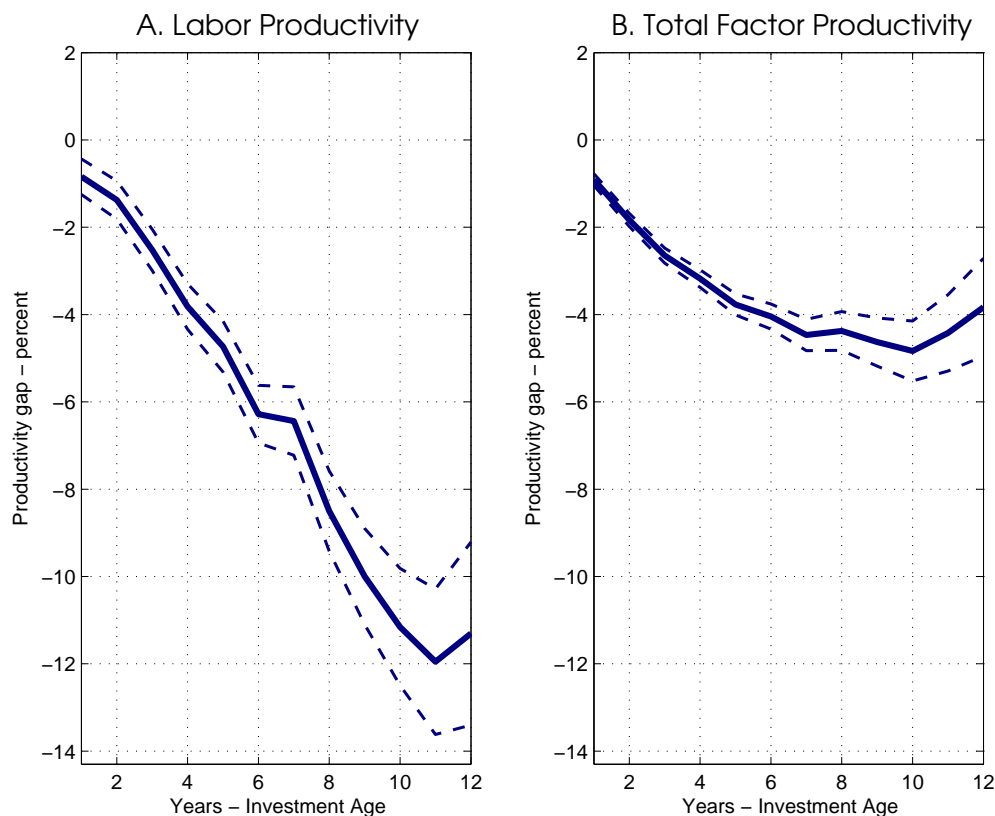 A. Labor Productivity
2
0
−2
−4
−6
−8
−10
−12
−14
Productivity gap − percent
2 4 6 8 10 12
Years − Investment Age
B. Total Factor Productivity
2
0
−2
−4
−6
−8
−10
−12
−14
Productivity gap − percent
2 4 6 8 10 12
Years − Investment Age